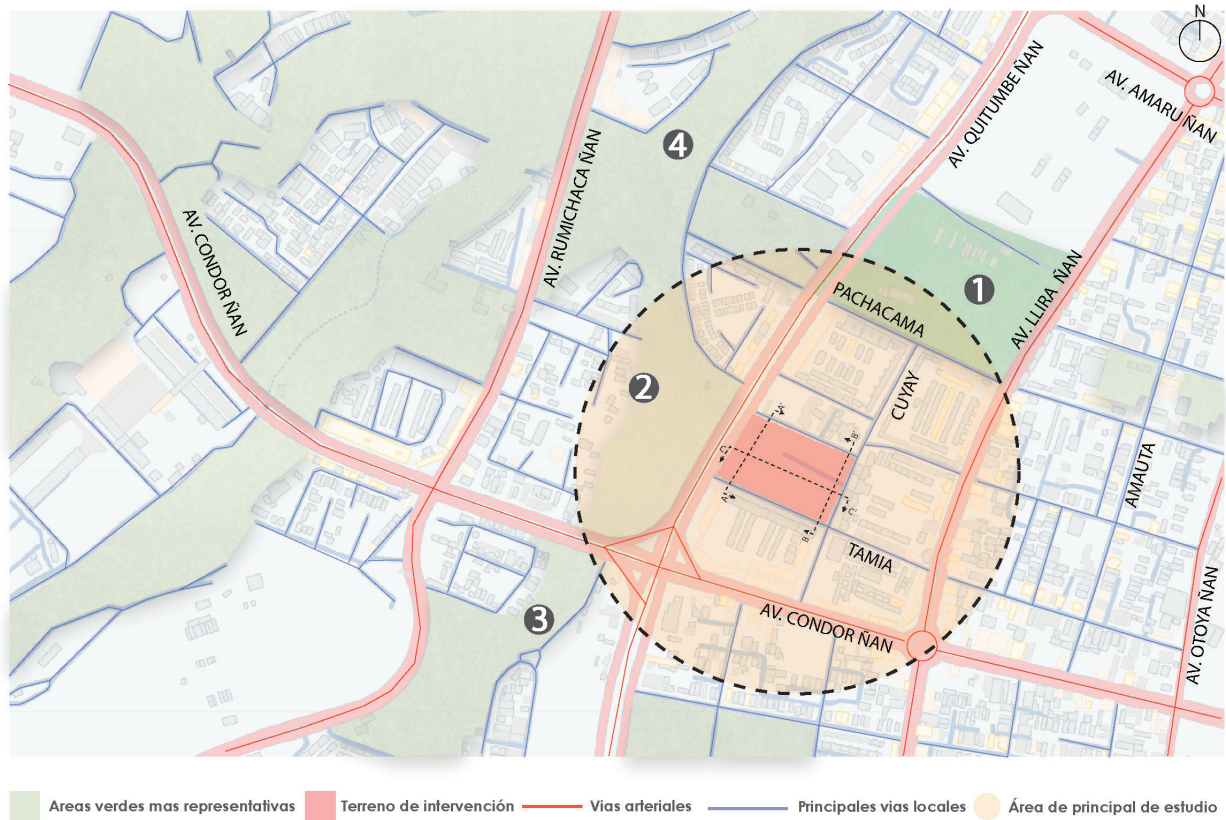 N
AV. QUITUMBE ÑAN
AV. AMARU ÑAN
4
AV. RUMICHACA ÑAN
AV. CONDOR ÑAN
1
AV. LLIRA ÑAN
PACHACAMA
2
CUYAY
A'
B'
C
AMAUTA
A
C'
B
TAMIA
3
AV. CONDOR ÑAN
AV. OTOYA ÑAN
Areas verdes mas representativas
Terreno de intervención
Vias arteriales
Principales vias locales
Área de principal de estudio